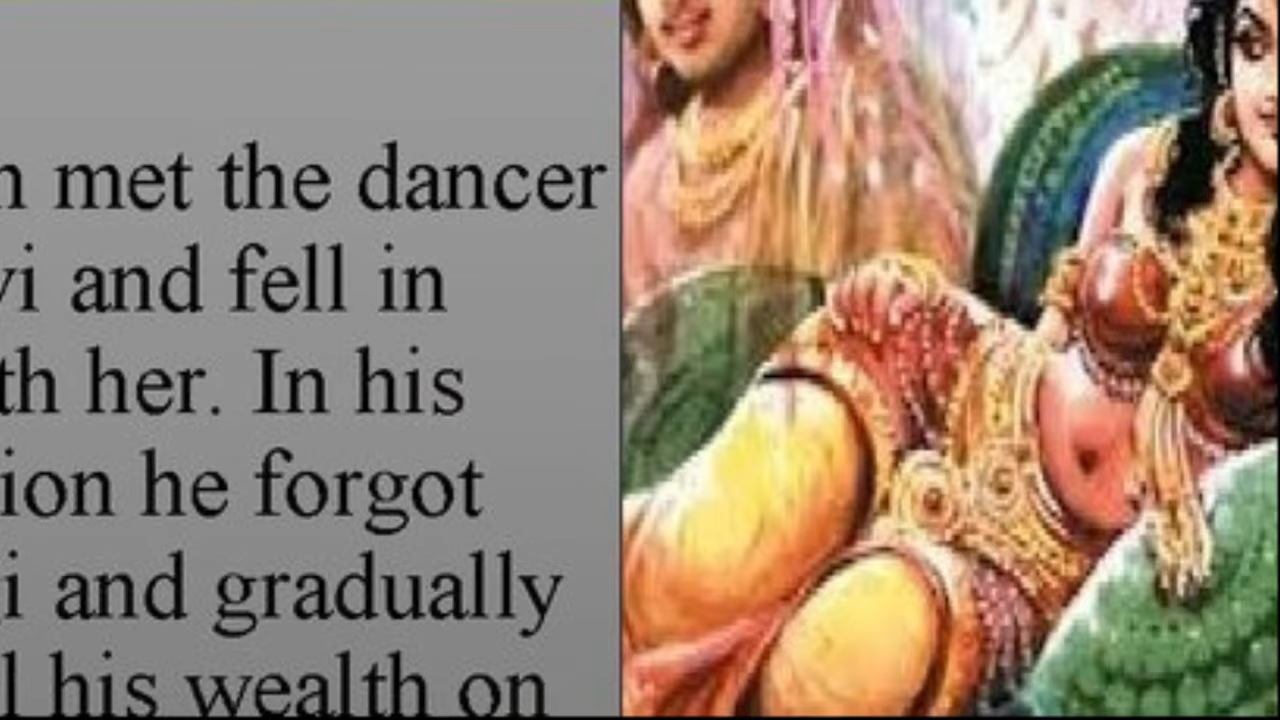 n met the dancer
vi and fell in
th her. In his
ion he forgot
i and gradually
l his wealth on